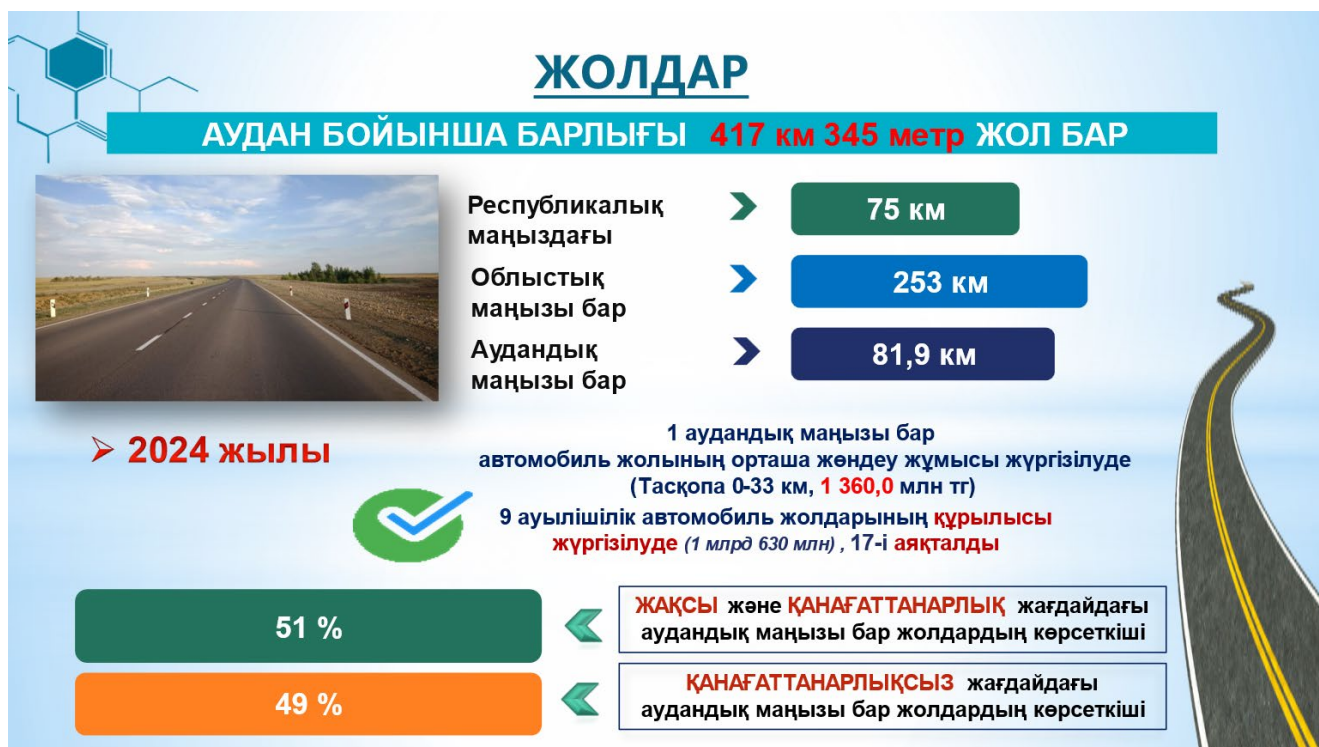 ЖОЛДАР
АУДАН БОЙЫНША БАРЛЫҒЫ 417 км 345 метр ЖОЛ БАР
Республикалық
маңыздағы
75 км
Облыстық
маңызы бар
253 км
Аудандық
маңызы бар
81,9 км
2024 жылы
1 аудандық маңызы бар
автомобиль жолының орташа жөндеу жұмысы жүргізілуде
(Тасқопа 0-33 км, 1 360,0 млн тг)
9 ауылішілік автомобиль жолдарының құрылысы
жүргізілуде (1 млрд 630 млн) , 17-і аяқталды
51 %
ЖАҚСЫ және ҚАНАҒАТТАНАРЛЫҚ жағдайдағы
аудандық маңызы бар жолдардың көрсеткіші
49 %
ҚАНАҒАТТАНАРЛЫҚСЫЗ жағдайдағы
аудандық маңызы бар жолдардың көрсеткіші